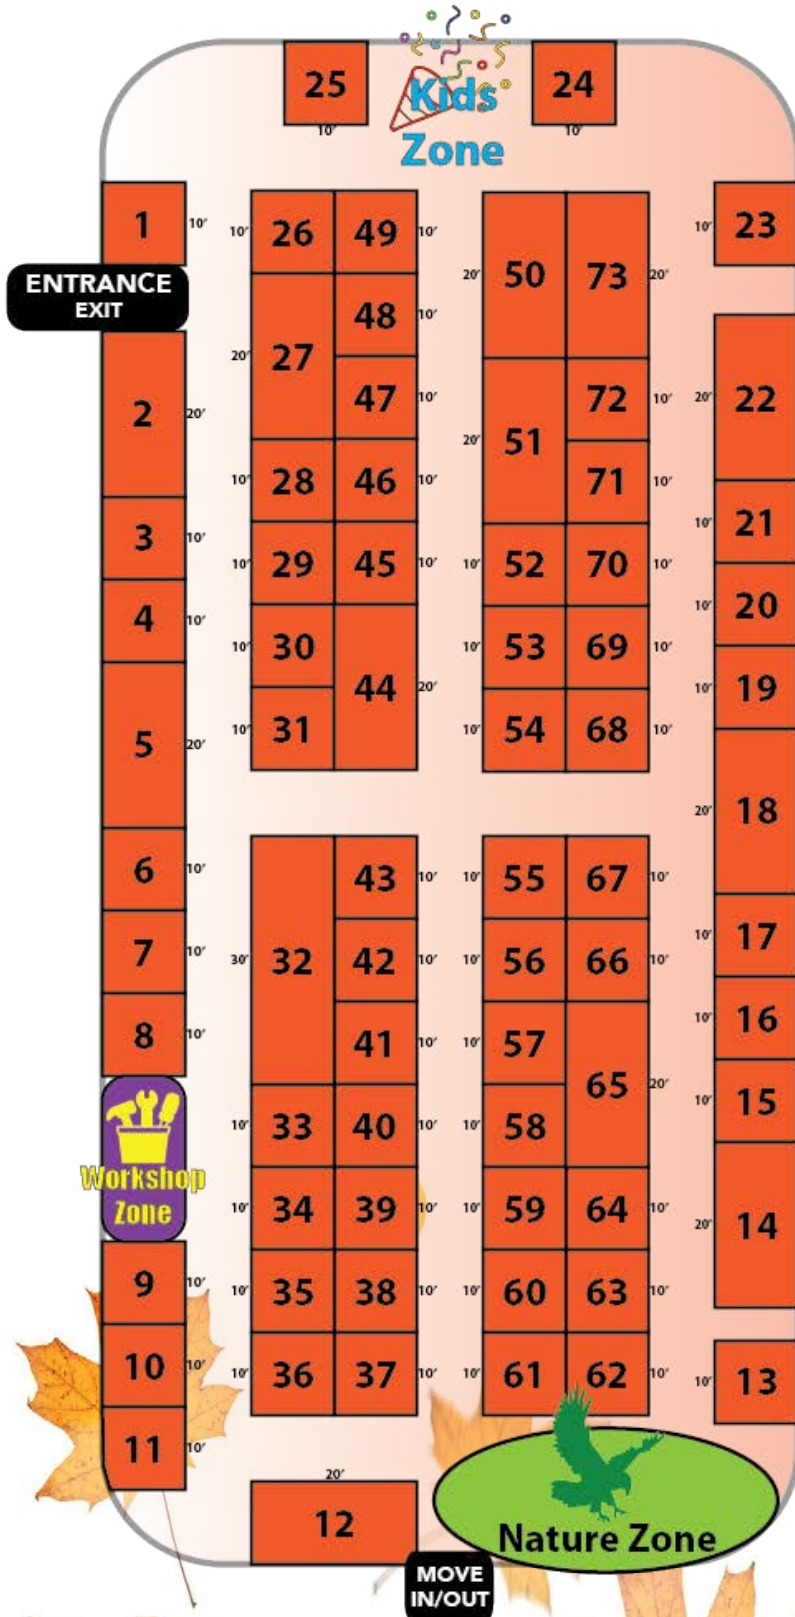 25
10'
Kids
Zone
24
10'
1
10'
ENTRANCE
EXIT
2
20'
3
10'
4
10'
5
20'
6
10'
7
10'
8
10'
Workshop
Zone
9
10'
10
10'
11
10'
10' 26 49 10'
20' 27 48 10'
47 10'
10' 28 46 10'
10' 29 45 10'
10' 30 44 20'
10' 31
30' 32 43 10'
42 10'
41 10'
10' 33 40 10'
10' 34 39 10'
10' 35 38 10'
10' 36 37 10'
20'
12
20' 50 73 20'
20' 51 72 10'
71 10'
10' 52 70 10'
10' 53 69 10'
10' 54 68 10'
10' 55 67 10'
10' 56 66 10'
10' 57 65 20'
10' 58
10' 59 64 10'
10' 60 63 10'
10' 61 62 10'
10' 23
20' 22
10' 21
10' 20
10' 19
20' 18
10' 17
10' 16
10' 15
20' 14
10' 13
Nature Zone
MOVE
IN/OUT